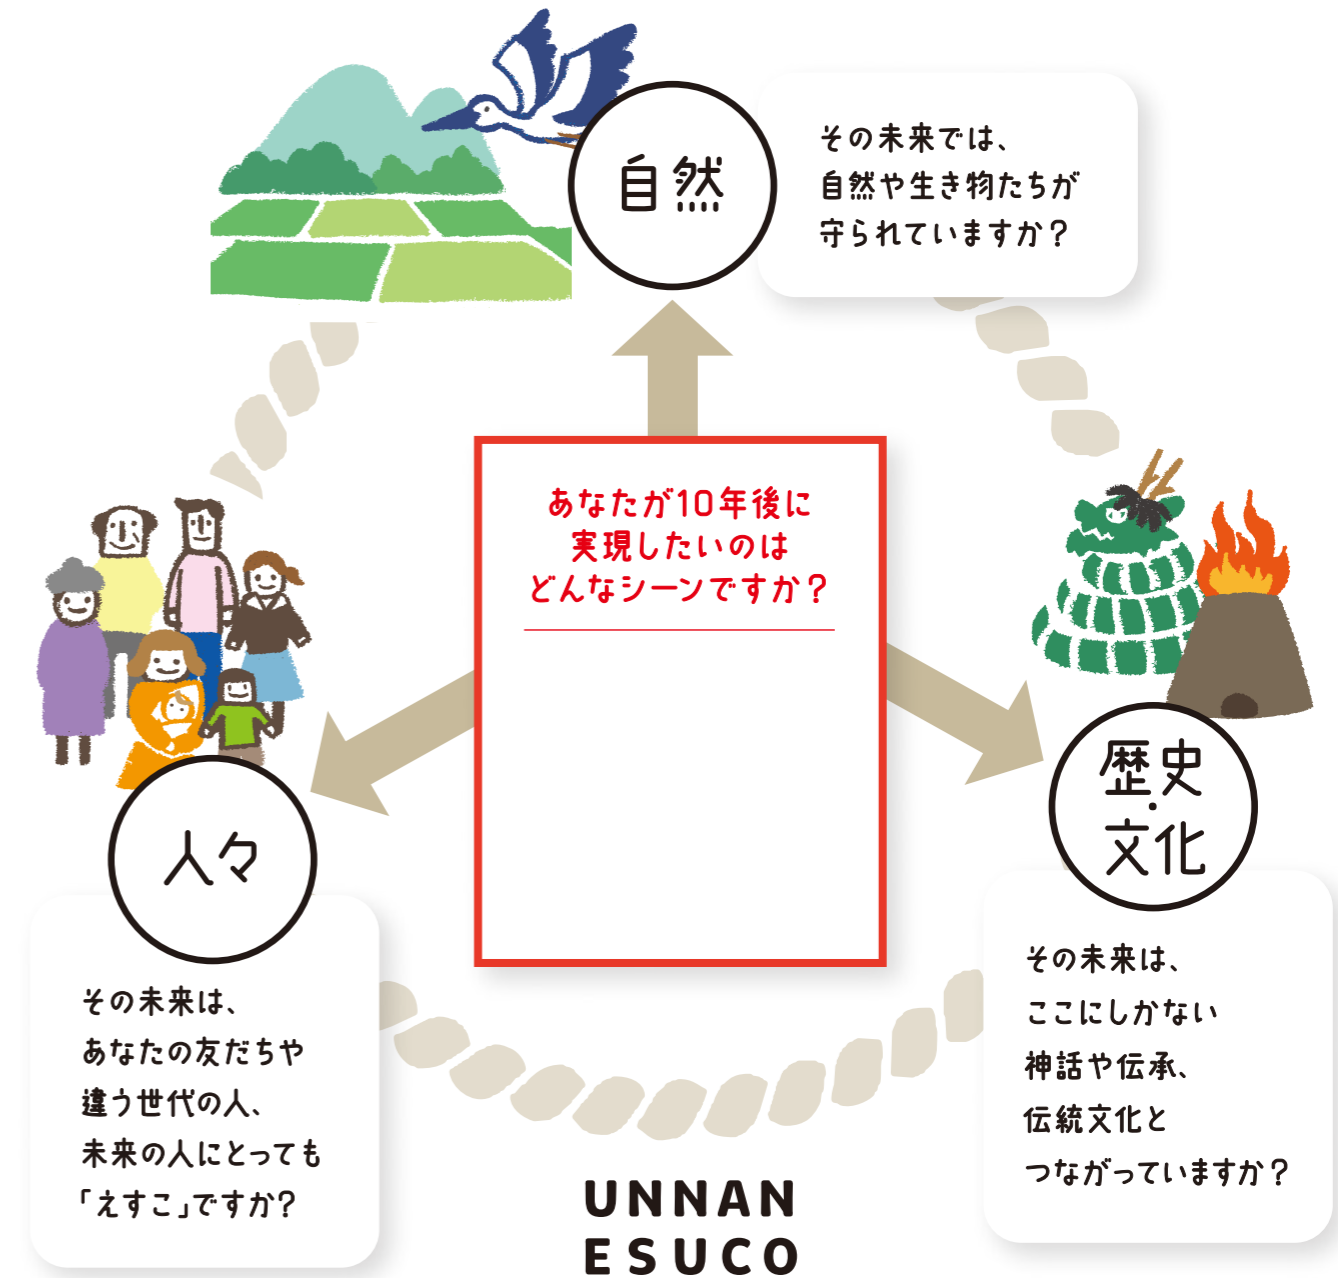 自然
その未来では、
自然や生き物たちが
守られていますか？
あなたが10年後に
実現したいのは
どんなシーンですか？
人々
その未来は、
あなたの友だちや
違う世代の人、
未来の人にとっても
「えすこ」ですか？
歴史
・
文化
その未来は、
ここにしかない
神話や伝承、
伝統文化と
つながっていますか？
UNNAN
ESUCO